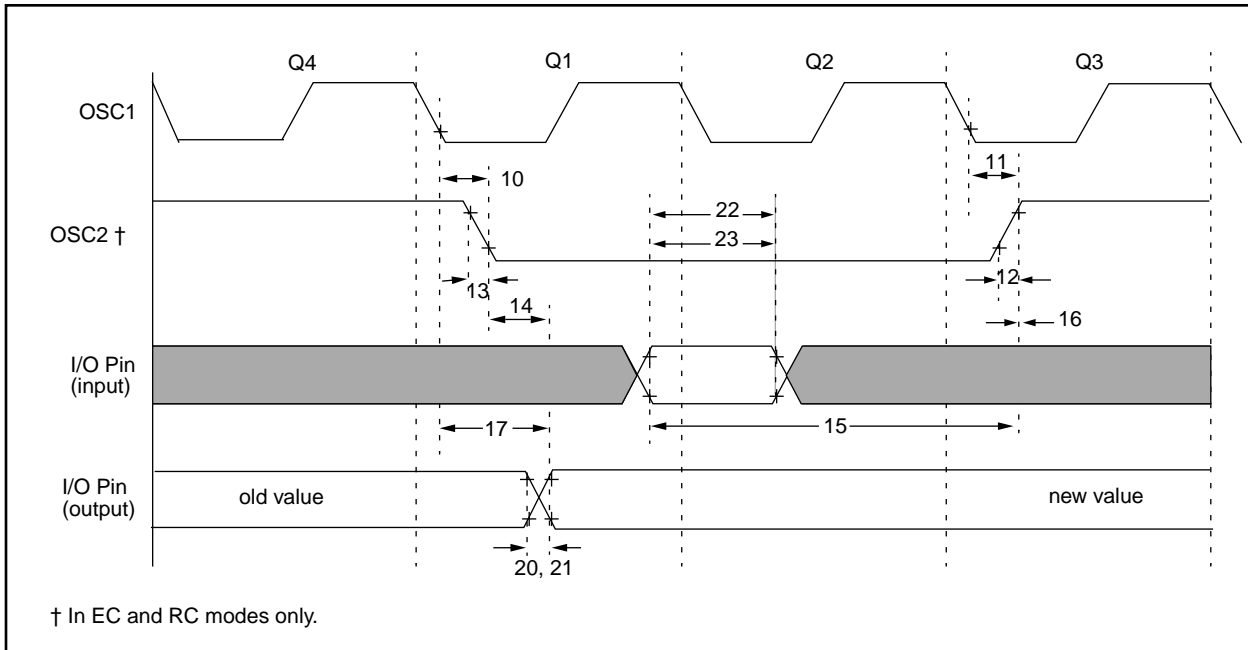 Q4
Q1
Q2
Q3
OSC1
10
11
22
OSC2 †
23
13
12
14
16
I/O Pin
(input)
17
15
I/O Pin
(output)
old value
new value
20, 21
† In EC and RC modes only.